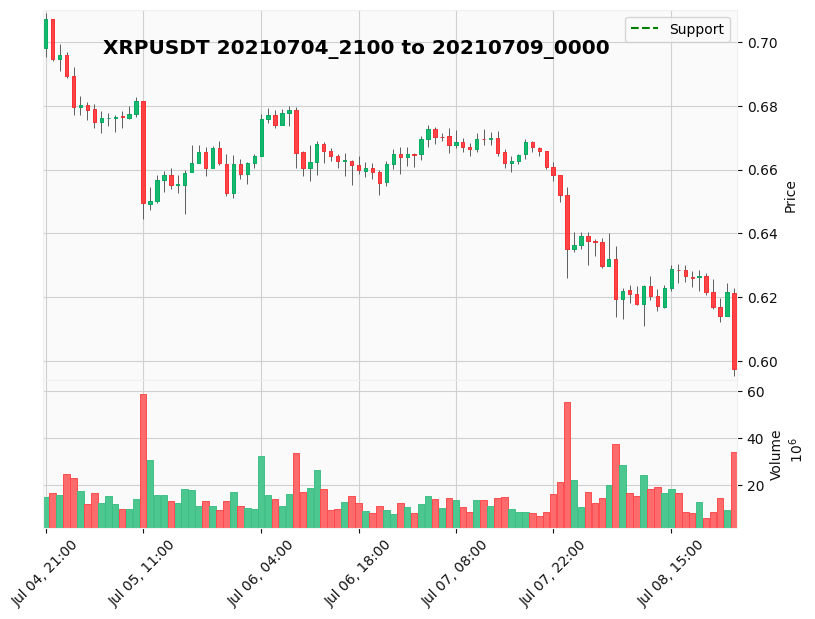 XRPUSDT 20210704_2100 to 20210709_0000
Support
0.70
0.68
0.66
0.64
0.62
0.60
Price
60
40
20
Volume
10^6
Jul 04, 21:00
Jul 05, 11:00
Jul 06, 04:00
Jul 06, 18:00
Jul 07, 08:00
Jul 07, 22:00
Jul 08, 15:00